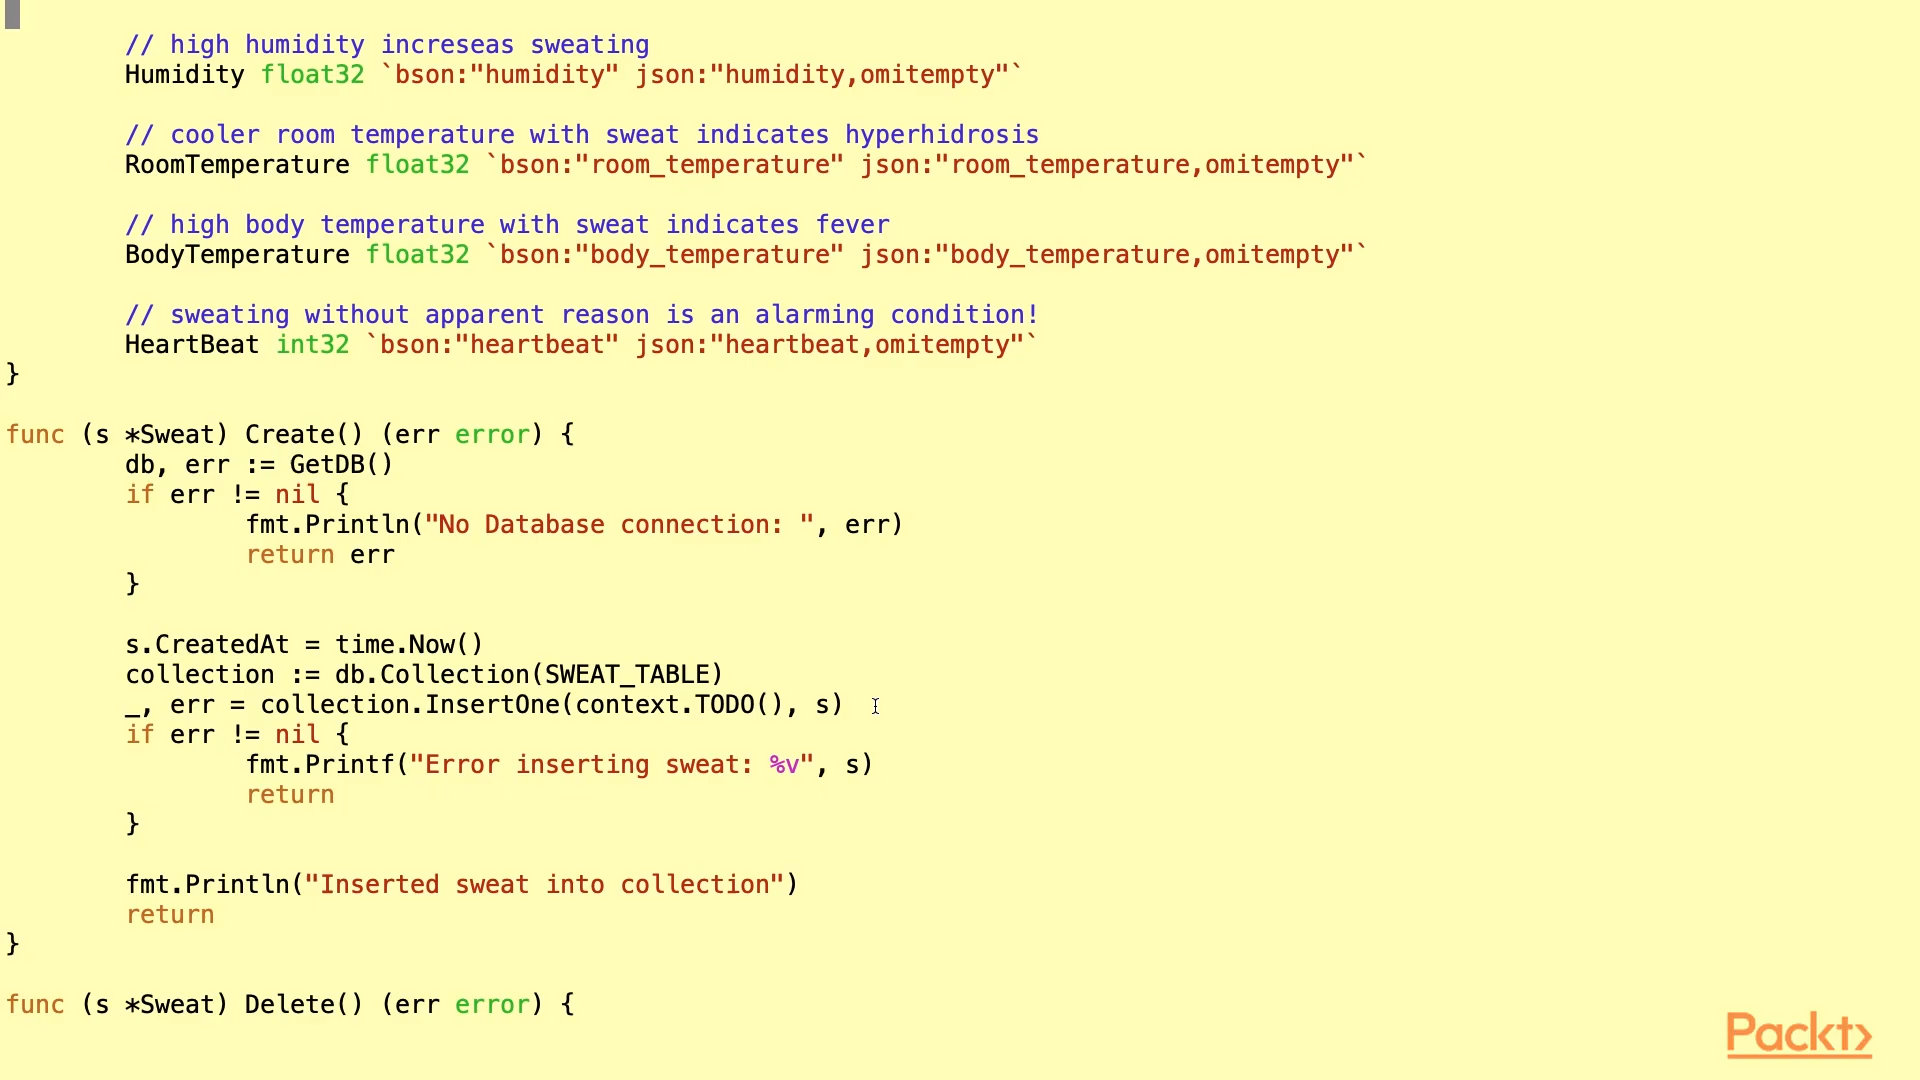 // high humidity increseas sweating
Humidity float32 `bson:"humidity" json:"humidity,omitempty"`
// cooler room temperature with sweat indicates hyperhidrosis
RoomTemperature float32 `bson:"room_temperature" json:"room_temperature,omitempty"`
// high body temperature with sweat indicates fever
BodyTemperature float32 `bson:"body_temperature" json:"body_temperature,omitempty"`
// sweating without apparent reason is an alarming condition!
HeartBeat int32 `bson:"heartbeat" json:"heartbeat,omitempty"`
}
func (s *Sweat) Create() (err error) {
db, err := GetDB()
if err != nil {
fmt.Println("No Database connection: ", err)
return err
}
s.CreatedAt = time.Now()
collection := db.Collection(SWEAT_TABLE)
_, err = collection.InsertOne(context.TODO(), s)
if err != nil {
fmt.Printf("Error inserting sweat: %v", s)
return
}
fmt.Println("Inserted sweat into collection")
return
}
func (s *Sweat) Delete() (err error) {
Packt>